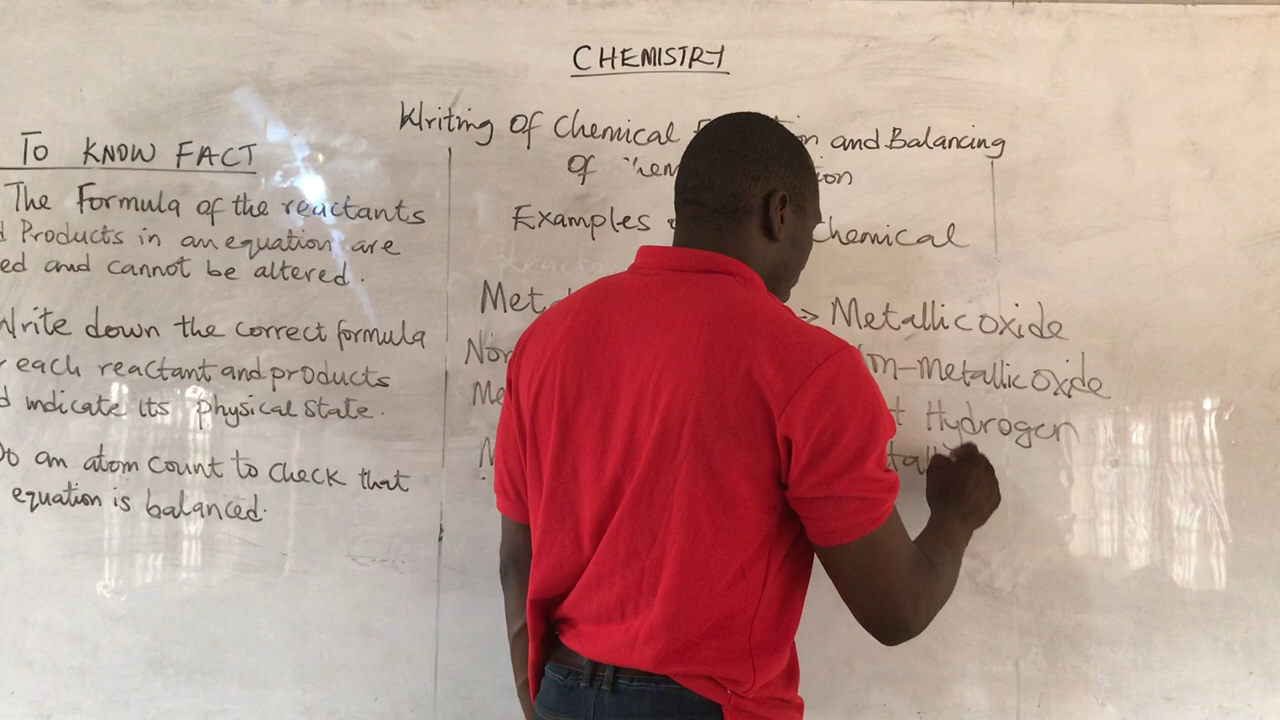 CHEMISTRY
Writing of Chemical and Balancing
of
TO KNOW FACT
The Formula of the reactants
Products in an equation are
and cannot be altered.
Write down the correct formula
each reactant and products
indicate its physical state.
Do an atom count to check that
equation is balanced.
Examples chemical
Metallic oxide
Non-metallic oxide
Hydrogen